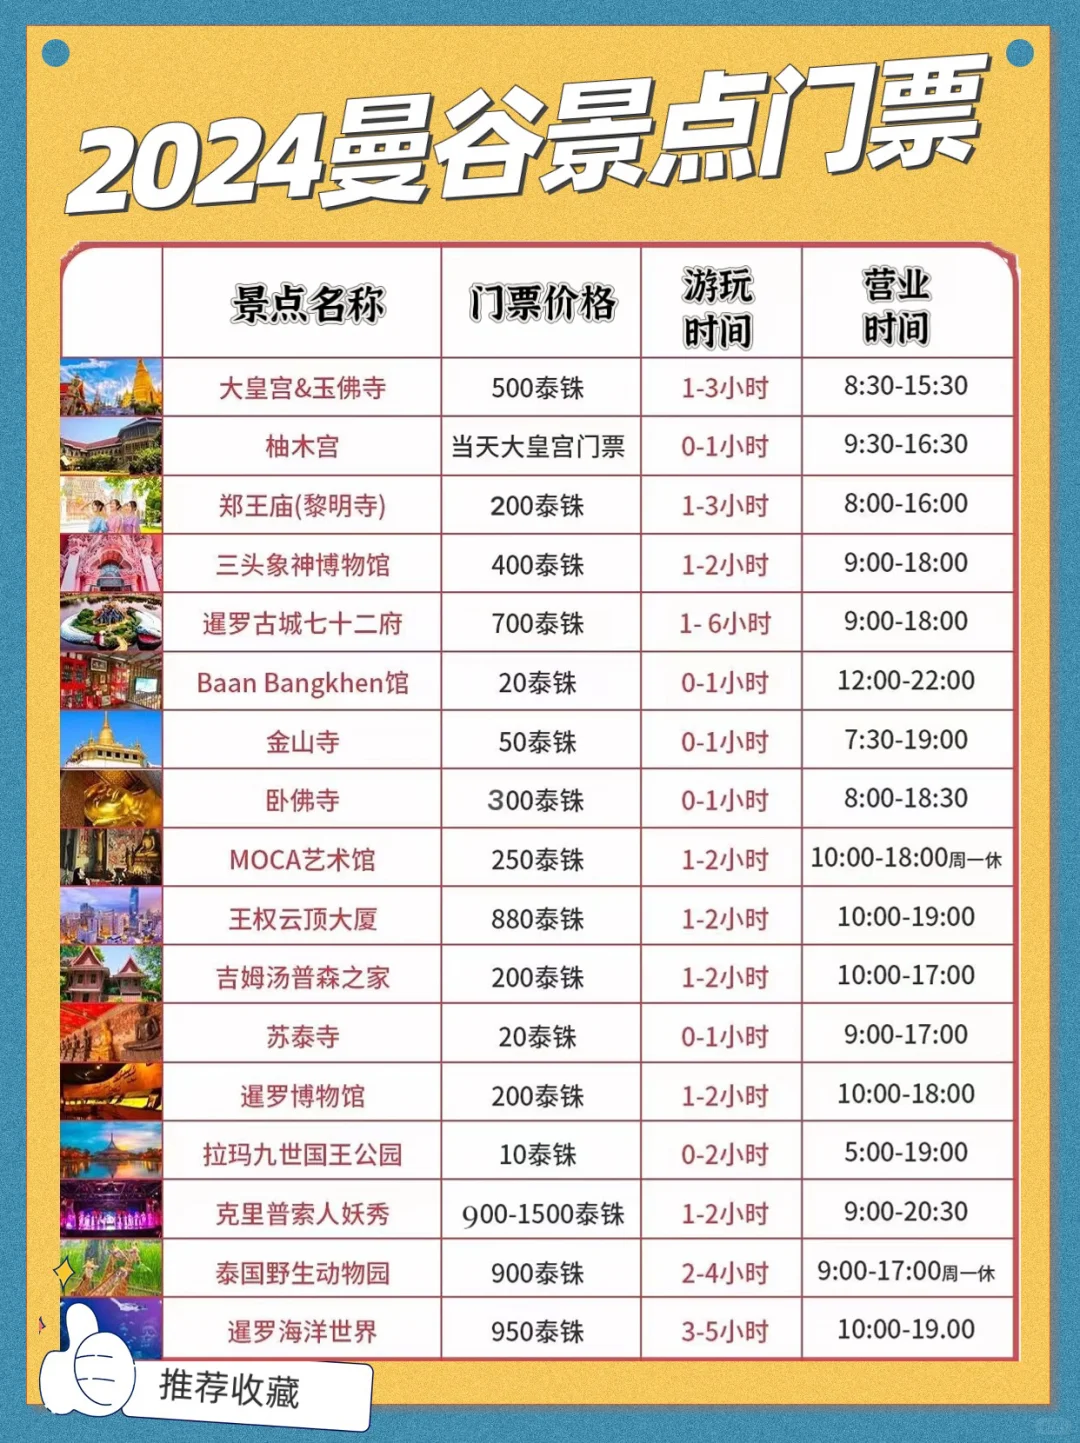 2024曼谷景点门票
景点名称 门票价格 游玩时间 营业时间
大皇宫&玉佛寺 500泰铢 1-3小时 8:30-15:30
柚木宫 当天大皇宫门票 0-1小时 9:30-16:30
郑王庙(黎明寺) 200泰铢 1-3小时 8:00-16:00
三头象神博物馆 400泰铢 1-2小时 9:00-18:00
暹罗古城七十二府 700泰铢 1- 6小时 9:00-18:00
Baan Bangkhen馆 20泰铢 0-1小时 12:00-22:00
金山寺 50泰铢 0-1小时 7:30-19:00
卧佛寺 300泰铢 0-1小时 8:00-18:30
MOCA艺术馆 250泰铢 1-2小时 10:00-18:00周一休
王权云顶大厦 880泰铢 1-2小时 10:00-19:00
吉姆汤普森之家 200泰铢 1-2小时 10:00-17:00
苏泰寺 20泰铢 0-1小时 9:00-17:00
暹罗博物馆 200泰铢 1-2小时 10:00-18:00
拉玛九世国王公园 10泰铢 0-2小时 5:00-19:00
克里普索人妖秀 900-1500泰铢 1-2小时 9:00-20:30
泰国野生动物园 900泰铢 2-4小时 9:00-17:00周一休
暹罗海洋世界 950泰铢 3-5小时 10:00-19.00
推荐收藏